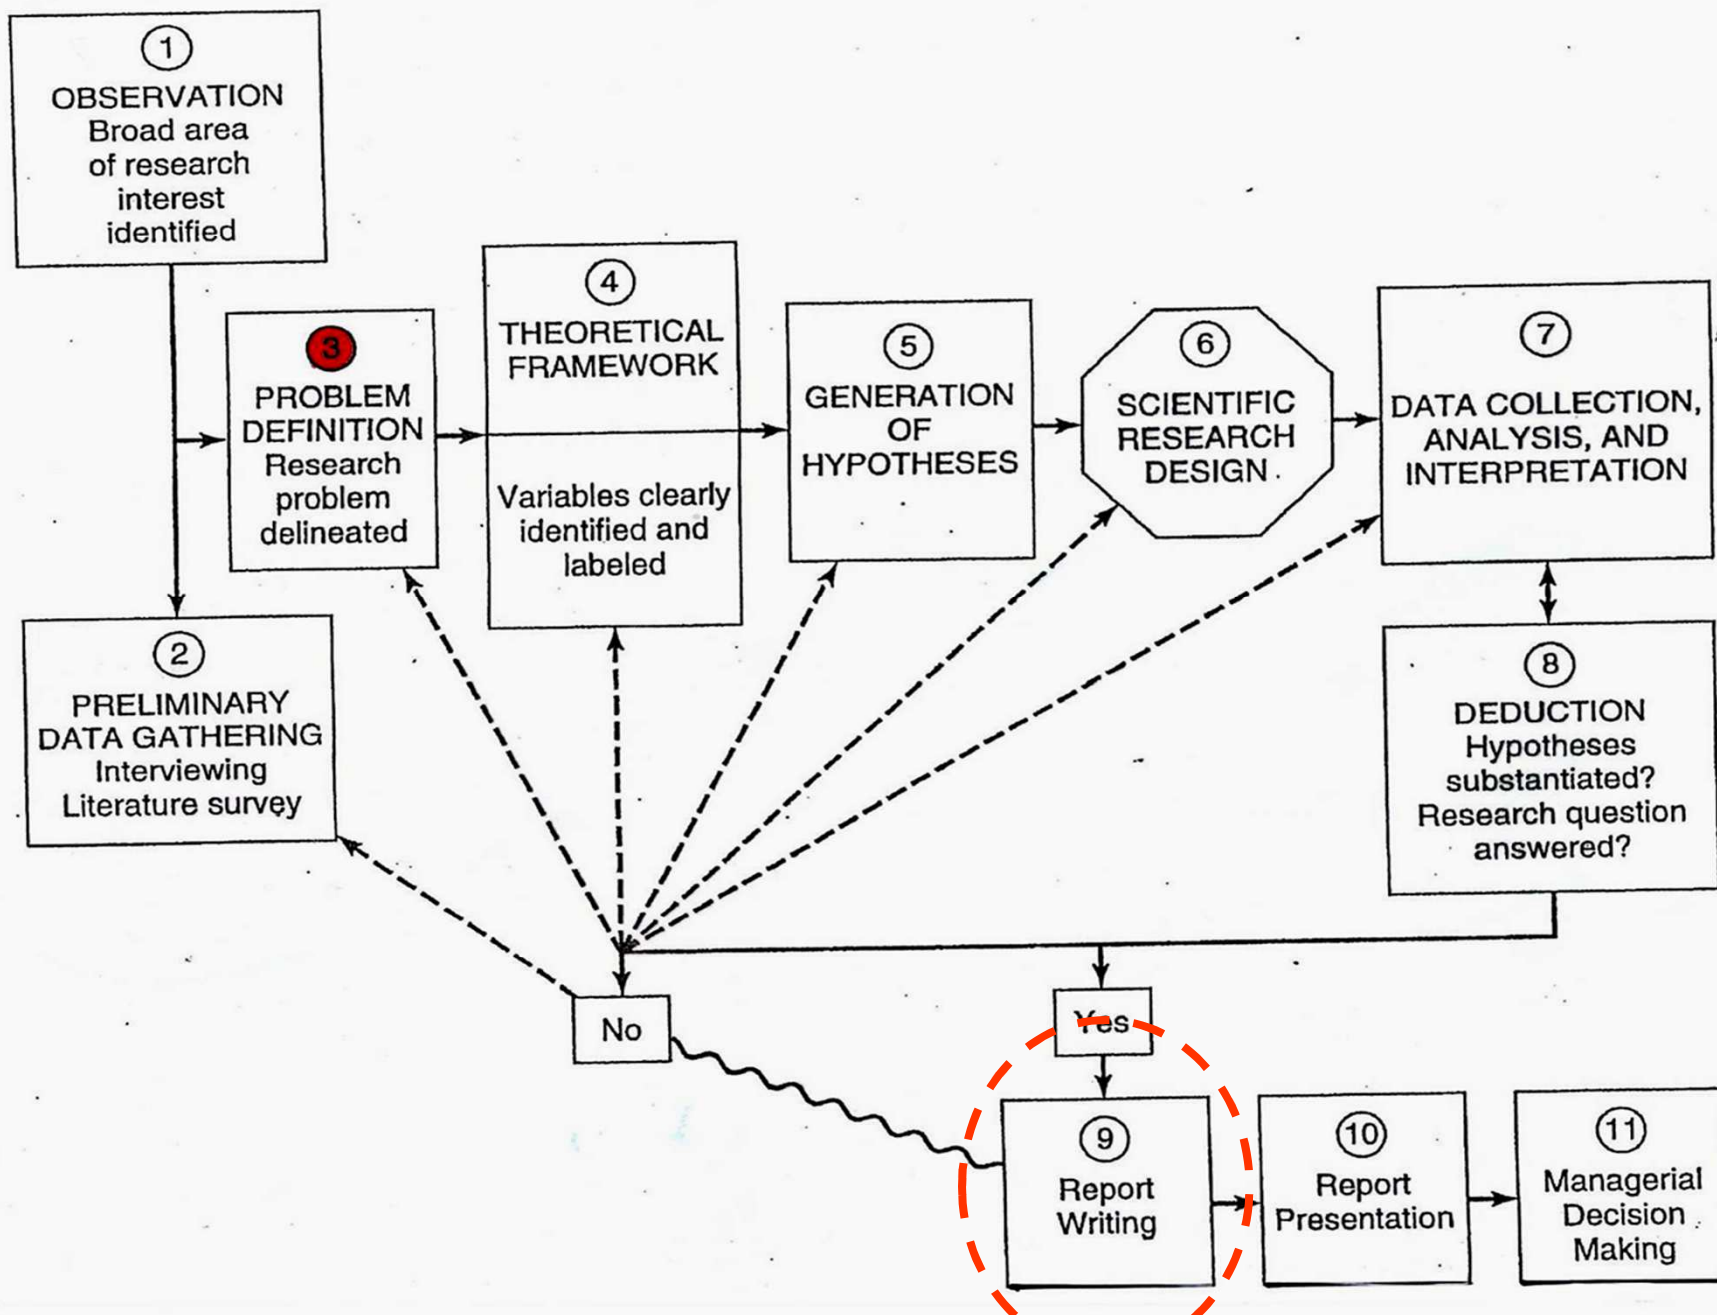 1
OBSERVATION
Broad area
of research
interest
identified
2
PRELIMINARY
DATA GATHERING
Interviewing
Literature survey
3
PROBLEM
DEFINITION
Research
problem
delineated
4
THEORETICAL
FRAMEWORK
Variables clearly
identified and
labeled
5
GENERATION
OF
HYPOTHESES
6
SCIENTIFIC
RESEARCH
DESIGN
7
DATA COLLECTION,
ANALYSIS, AND
INTERPRETATION
8
DEDUCTION
Hypotheses
substantiated?
Research question
answered?
No
Yes
9
Report
Writing
10
Report
Presentation
11
Managerial
Decision
Making